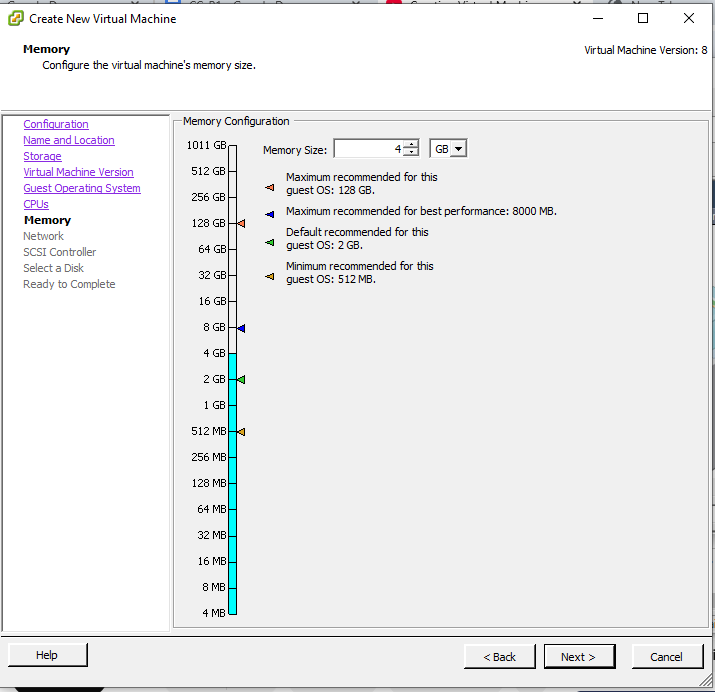 Create New Virtual Machine
Memory
Configure the virtual machine's memory size.
Virtual Machine Version: 8
Configuration
Name and Location
Storage
Virtual Machine Version
Guest Operating System
CPUs
Memory
Network
SCSI Controller
Select a Disk
Ready to Complete
Memory Configuration
1011 GB
512 GB
256 GB
128 GB
64 GB
32 GB
16 GB
8 GB
4 GB
2 GB
1 GB
512 MB
256 MB
128 MB
64 MB
32 MB
16 MB
8 MB
4 MB
Memory Size: 4 GB
Maximum recommended for this
guest OS: 128 GB.
Maximum recommended for best performance: 8000 MB.
Default recommended for this
guest OS: 2 GB.
Minimum recommended for this
guest OS: 512 MB.
Help
< Back
Next >
Cancel